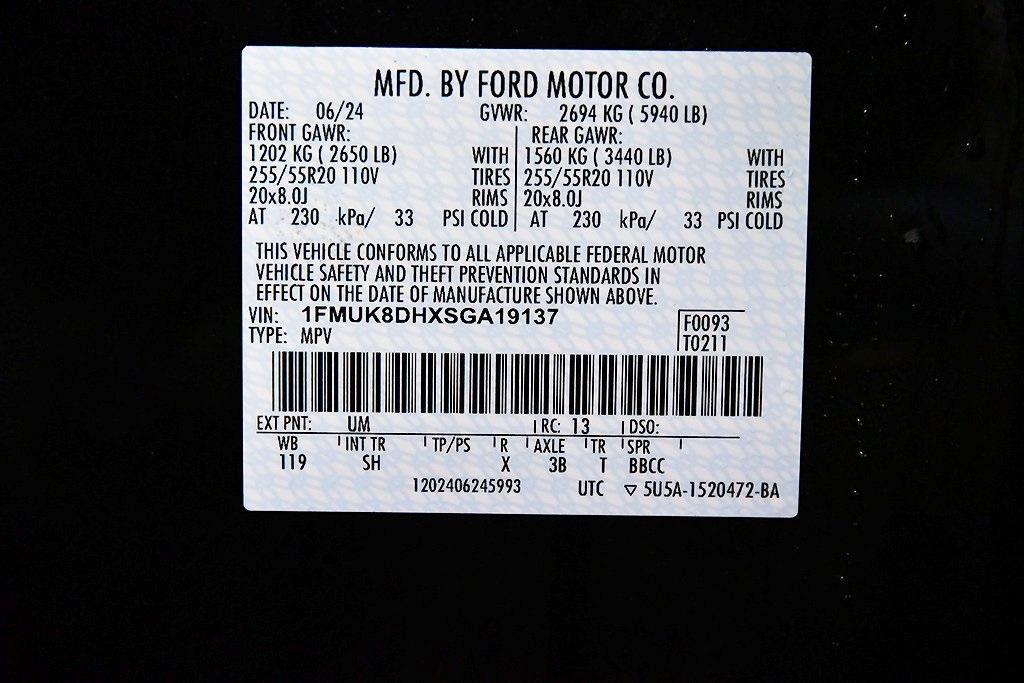 MFD. BY FORD MOTOR CO.
DATE: 06/24 GVWR: 2694 KG ( 5940 LB)
FRONT GAWR: REAR GAWR:
1202 KG ( 2650 LB) WITH 1560 KG ( 3440 LB) WITH
255/55R20 110V TIRES 255/55R20 110V TIRES
20x8.0J RIMS 20x8.0J RIMS
AT 230 kPa/ 33 PSI COLD AT 230 kPa/ 33 PSI COLD
THIS VEHICLE CONFORMS TO ALL APPLICABLE FEDERAL MOTOR
VEHICLE SAFETY AND THEFT PREVENTION STANDARDS IN
EFFECT ON THE DATE OF MANUFACTURE SHOWN ABOVE.
VIN: 1FMUK8DHXSGA19137 F0093
TYPE: MPV T0211
EXT PNT: UM RC: 13 DSO:
WB INT TR TP/PS R AXLE TR SPR
119 SH X 3B T BBCC
1202406245993 UTC ▽ 5U5A-1520472-BA